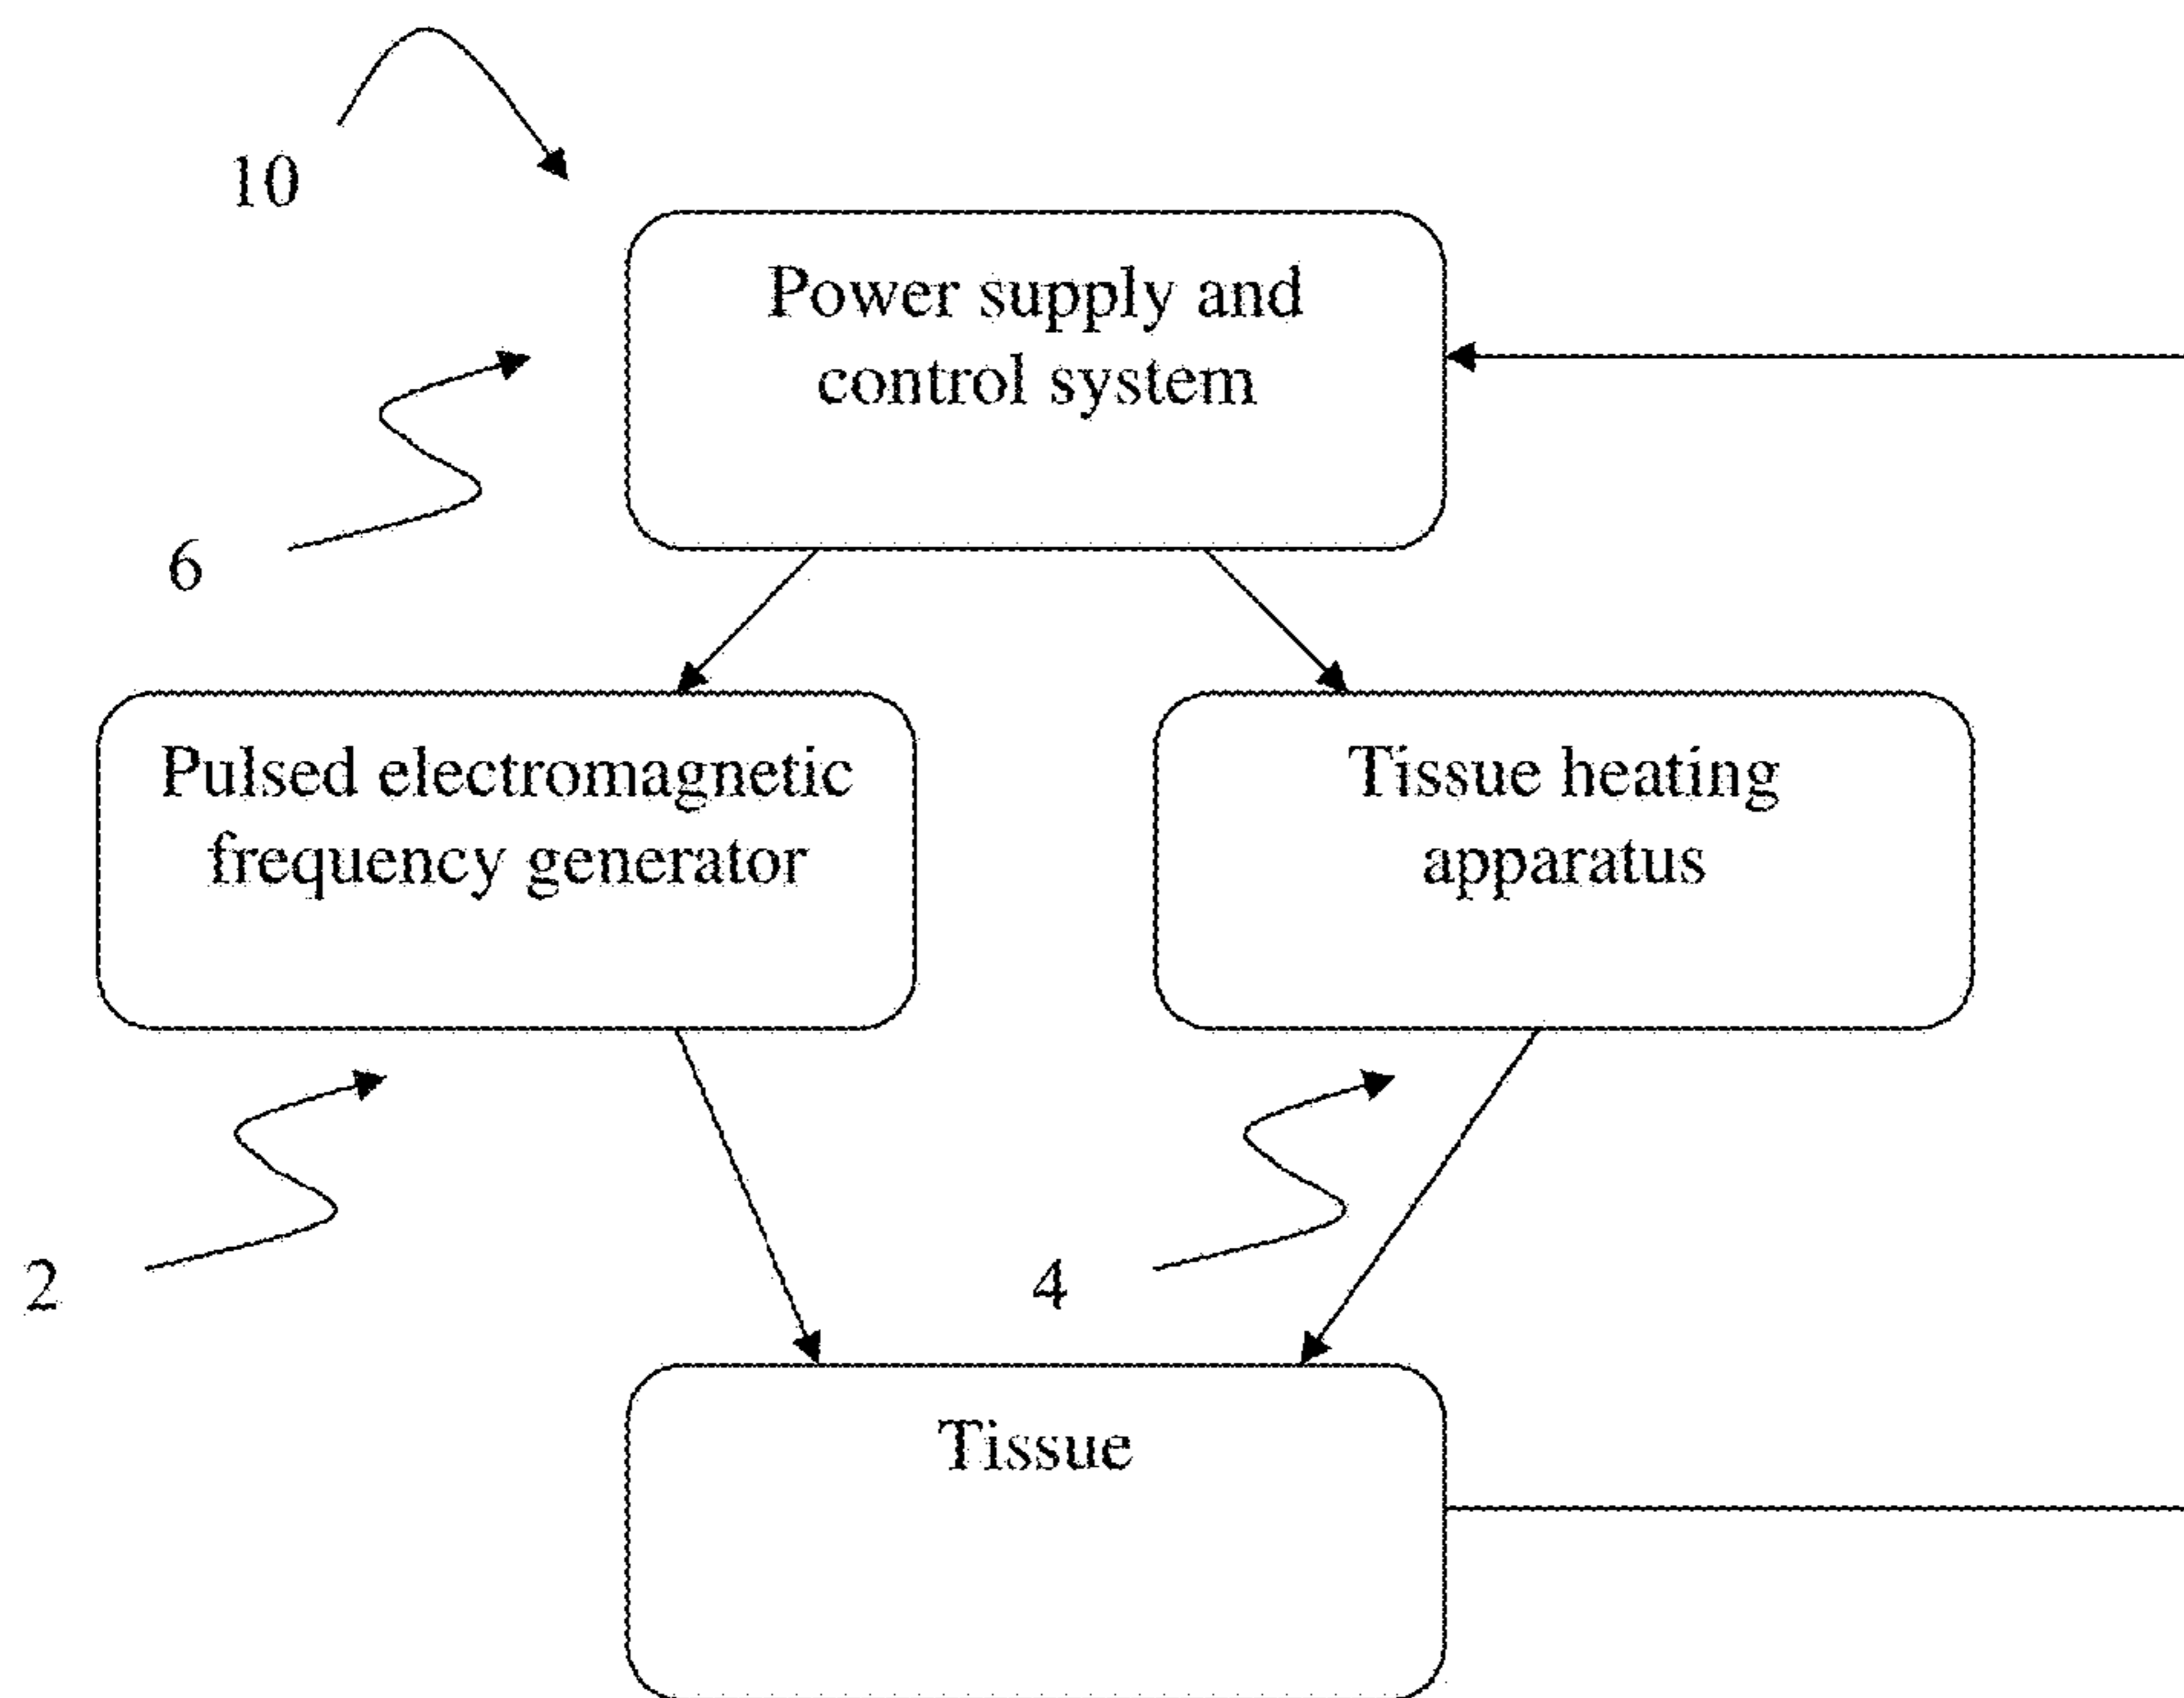 10
Power supply and
control system
6
Pulsed electromagnetic
frequency generator
Tissue heating
apparatus
2
4
Tissue